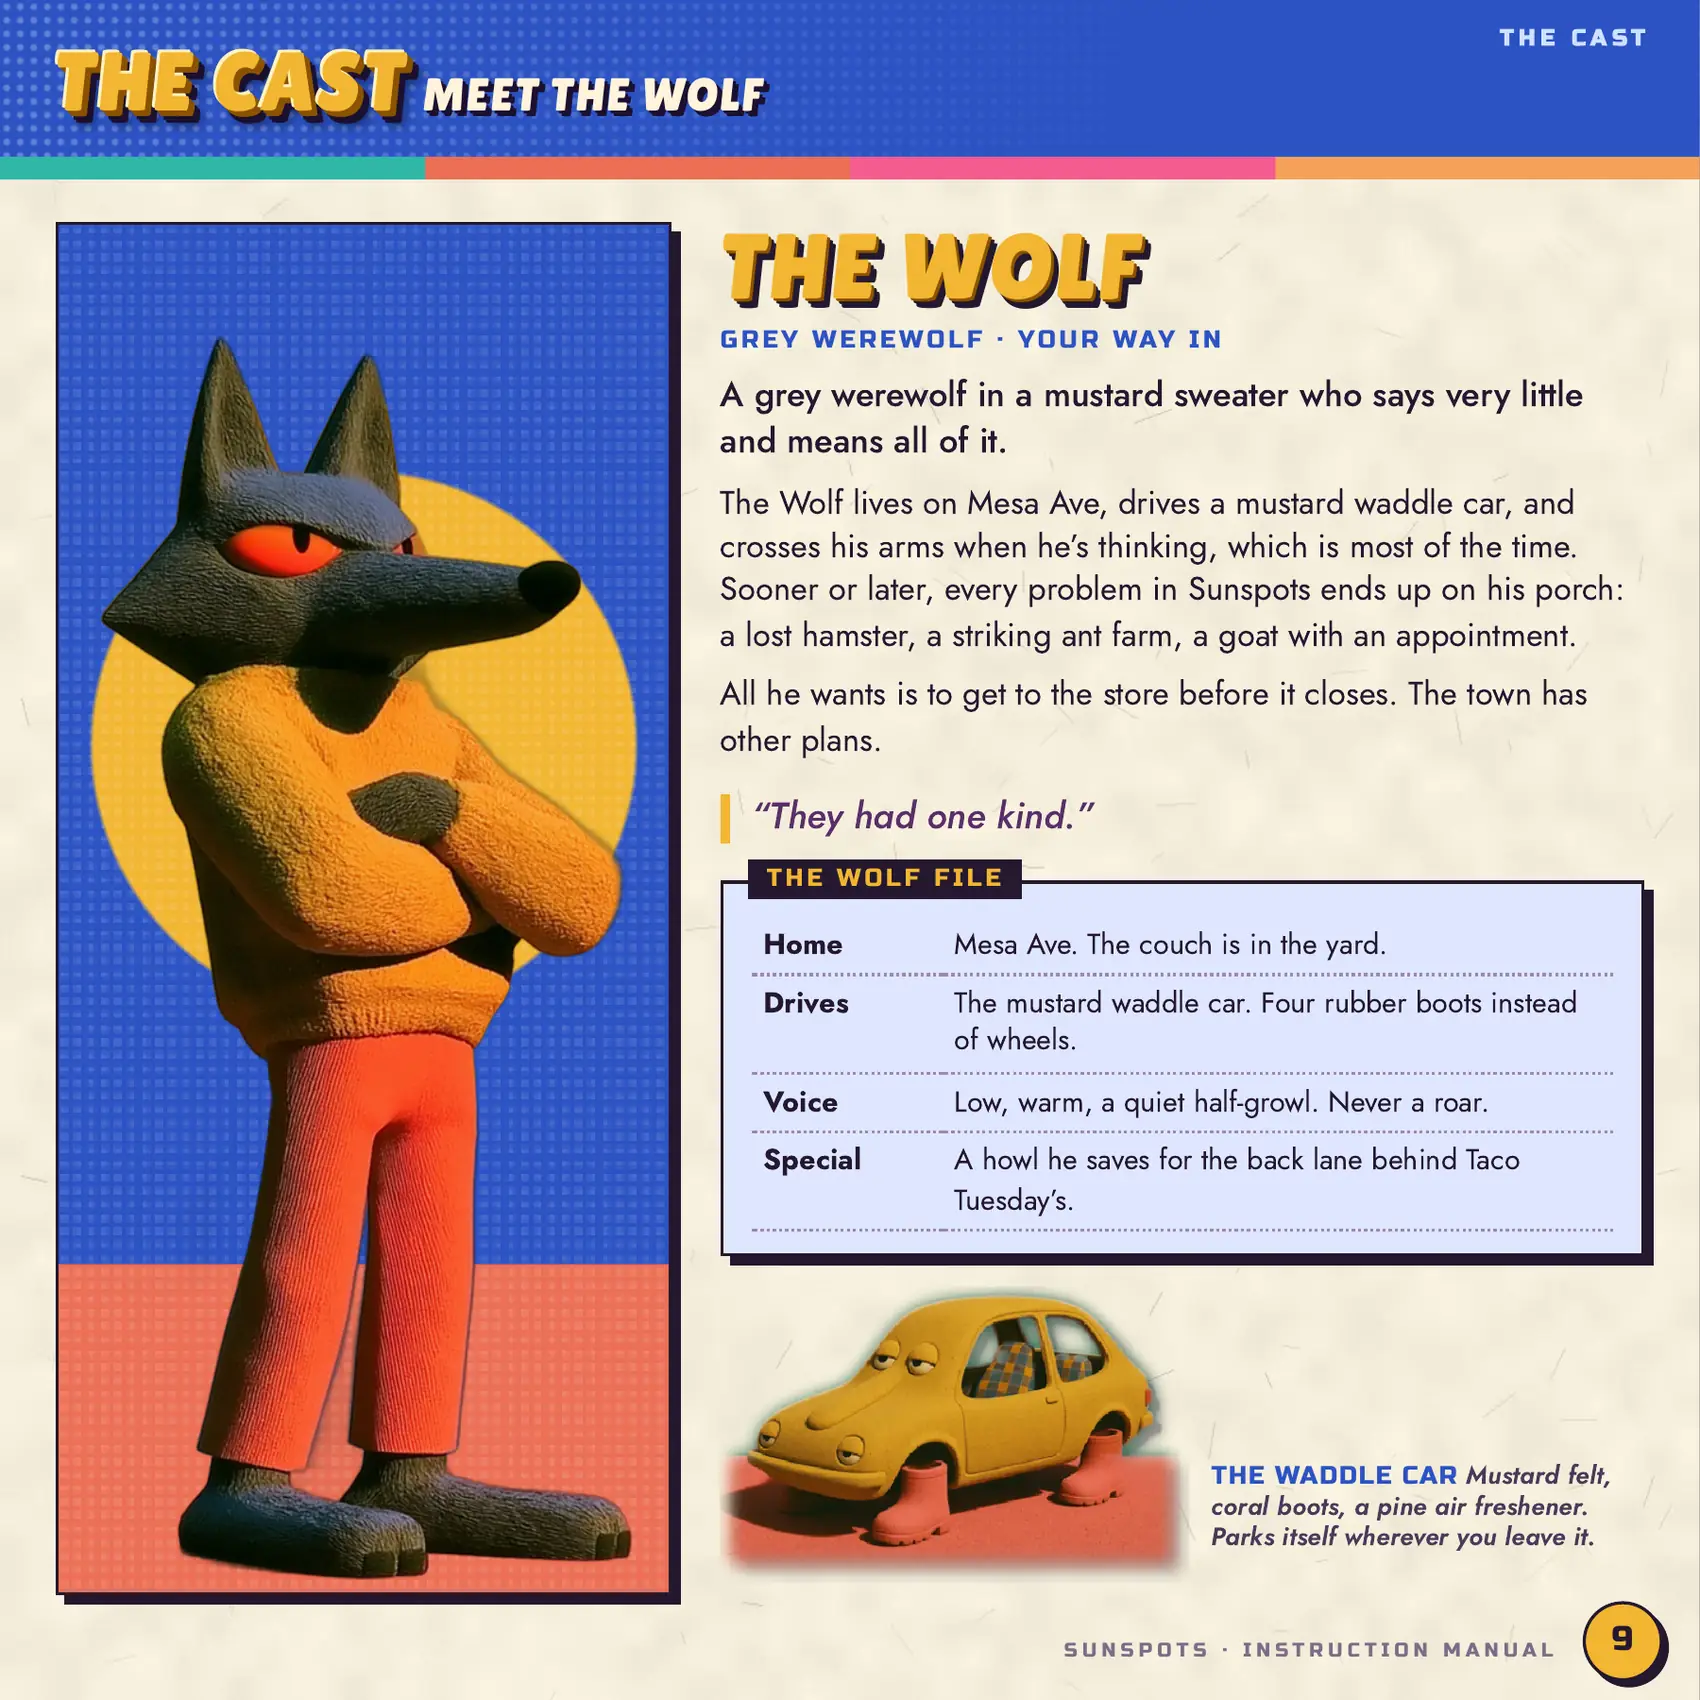 THE CAST MEET THE WOLF
THE CAST
THE WOLF
GREY WEREWOLF · YOUR WAY IN
A grey werewolf in a mustard sweater who says very little
and means all of it.
The Wolf lives on Mesa Ave, drives a mustard waddle car, and
crosses his arms when he’s thinking, which is most of the time.
Sooner or later, every problem in Sunspots ends up on his porch:
a lost hamster, a striking ant farm, a goat with an appointment.
All he wants is to get to the store before it closes. The town has
other plans.
“They had one kind.”
THE WOLF FILE
Home Mesa Ave. The couch is in the yard.
Drives The mustard waddle car. Four rubber boots instead
of wheels.
Voice Low, warm, a quiet half-growl. Never a roar.
Special A howl he saves for the back lane behind Taco
Tuesday’s.
THE WADDLE CAR Mustard felt,
coral boots, a pine air freshener.
Parks itself wherever you leave it.
SUNSPOTS · INSTRUCTION MANUAL 9